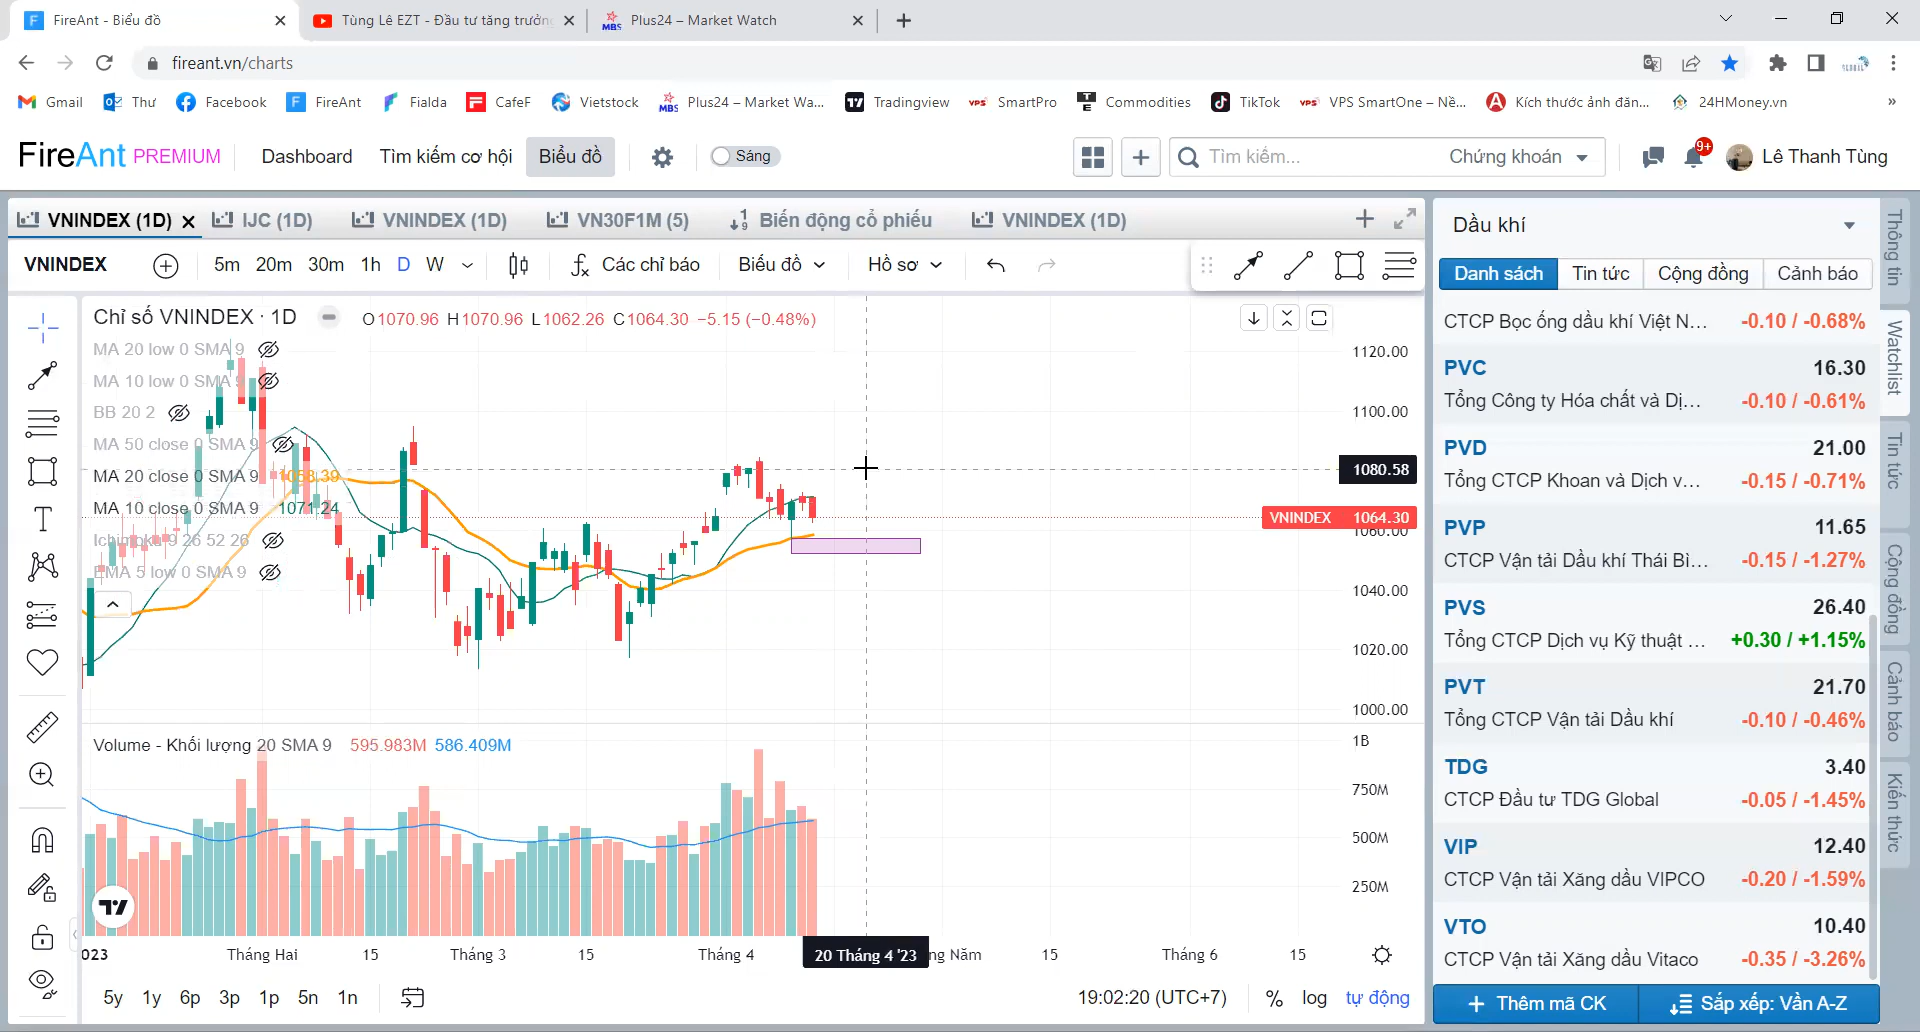 FireAnt - Biểu đồ
Tùng Lê EZT - Đầu tư tăng trưởng
Plus24 – Market Watch
fireant.vn/charts
Gmail
Thư
Facebook
FireAnt
Fialda
CafeF
Vietstock
Plus24 – Market Wa...
Tradingview
SmartPro
Commodities
TikTok
VPS SmartOne – Nề...
Kích thước ảnh đăn...
24HMoney.vn
FireAnt PREMIUM
Dashboard
Tìm kiếm cơ hội
Biểu đồ
Sáng
Tìm kiếm...
Chứng khoán
9+
Lê Thanh Tùng
VNINDEX (1D)
IJC (1D)
VNINDEX (1D)
VN30F1M (5)
Biến động cổ phiếu
VNINDEX (1D)
VNINDEX
5m 20m 30m 1h D W
Các chỉ báo
Biểu đồ
Hồ sơ
Chỉ số VNINDEX · 1D
O1070.96 H1070.96 L1062.26 C1064.30 −5.15 (−0.48%)
MA 20 low 0 SMA 9
MA 10 low 0 SMA 9
BB 20 2
MA 50 close 0 SMA 9
MA 20 close 0 SMA 9 1058.39
MA 10 close 0 SMA 9 1071.24
Ichimoku 9 26 52 26
EMA 5 low 0 SMA 9
1120.00
1100.00
1080.58
VNINDEX 1064.30
1060.00
1040.00
1020.00
1000.00
Volume - Khối lượng 20 SMA 9 595.983M 586.409M
1B
750M
500M
250M
023
Tháng Hai
15
Tháng 3
15
Tháng 4
20 Tháng 4 '23
ng Năm
15
Tháng 6
15
5y 1y 6p 3p 1p 5n 1n
19:02:20 (UTC+7)
% log tự động
Dầu khí
Danh sách
Tin tức
Cộng đồng
Cảnh báo
CTCP Bọc ống dầu khí Việt N... -0.10 / -0.68%
PVC 16.30
Tổng Công ty Hóa chất và Dị... -0.10 / -0.61%
PVD 21.00
Tổng CTCP Khoan và Dịch v... -0.15 / -0.71%
PVP 11.65
CTCP Vận tải Dầu khí Thái Bì... -0.15 / -1.27%
PVS 26.40
Tổng CTCP Dịch vụ Kỹ thuật ... +0.30 / +1.15%
PVT 21.70
Tổng CTCP Vận tải Dầu khí -0.10 / -0.46%
TDG 3.40
CTCP Đầu tư TDG Global -0.05 / -1.45%
VIP 12.40
CTCP Vận tải Xăng dầu VIPCO -0.20 / -1.59%
VTO 10.40
CTCP Vận tải Xăng dầu Vitaco -0.35 / -3.26%
Thêm mã CK
Sắp xếp: Vần A-Z
Thông tin
Watchlist
Tin tức
Cộng đồng
Cảnh báo
Kiến thức